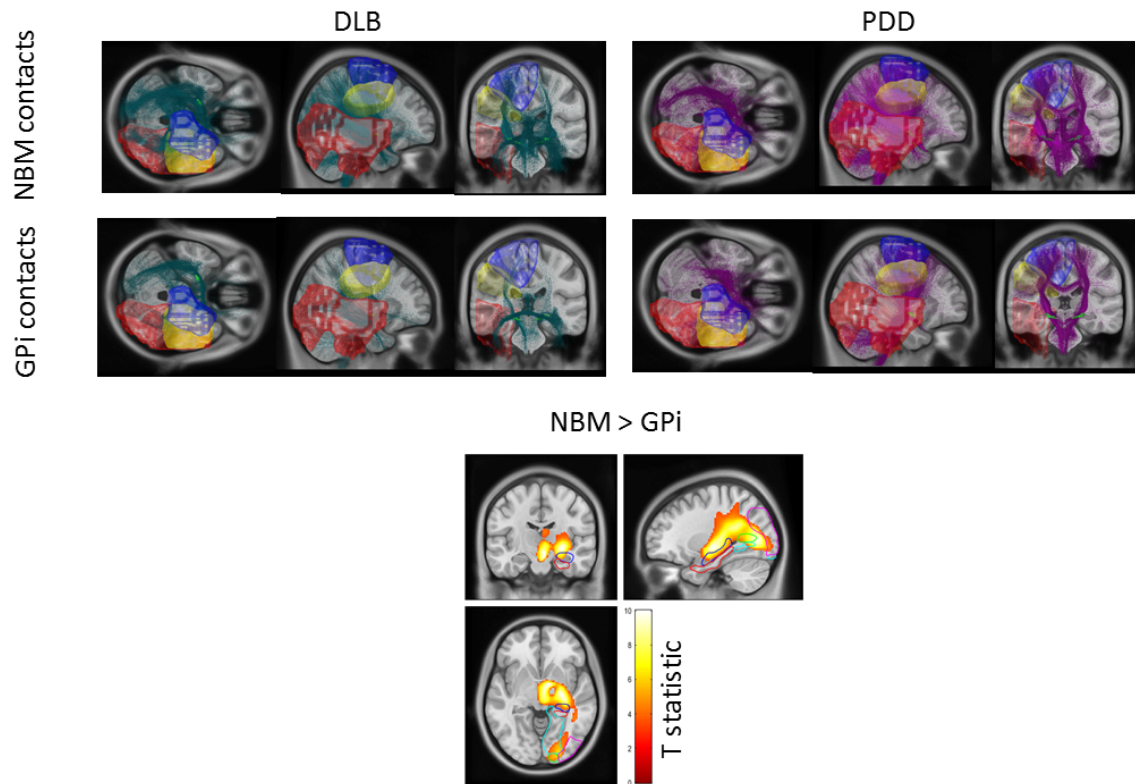 DLB
PDD
NBM contacts
GPi contacts
NBM > GPi
10
8
6
4
2
0
T statistic